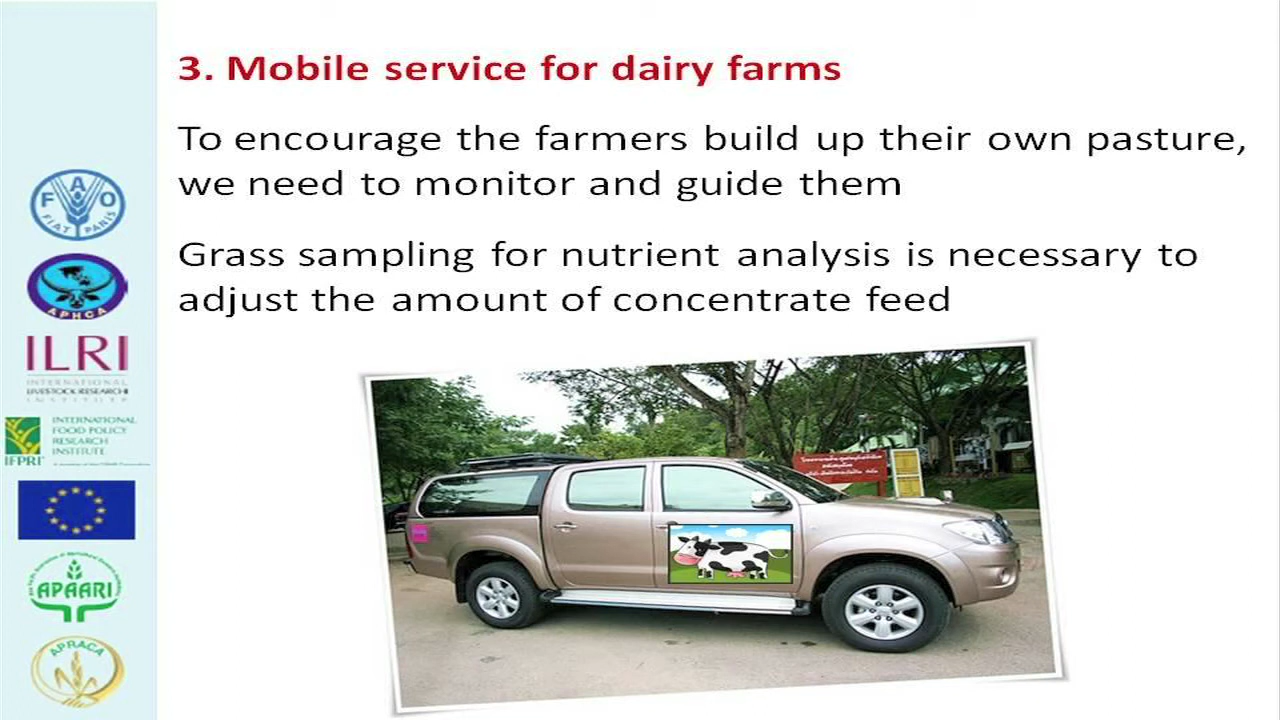 3. Mobile service for dairy farms
To encourage the farmers build up their own pasture,
we need to monitor and guide them
Grass sampling for nutrient analysis is necessary to
adjust the amount of concentrate feed
F A O
FIAT PANIS
APHCA
ILRI
INTERNATIONAL
LIVESTOCK RESEARCH
INSTITUTE
INTERNATIONAL
FOOD POLICY
RESEARCH
INSTITUTE
IFPRI
APAARI
APRACA